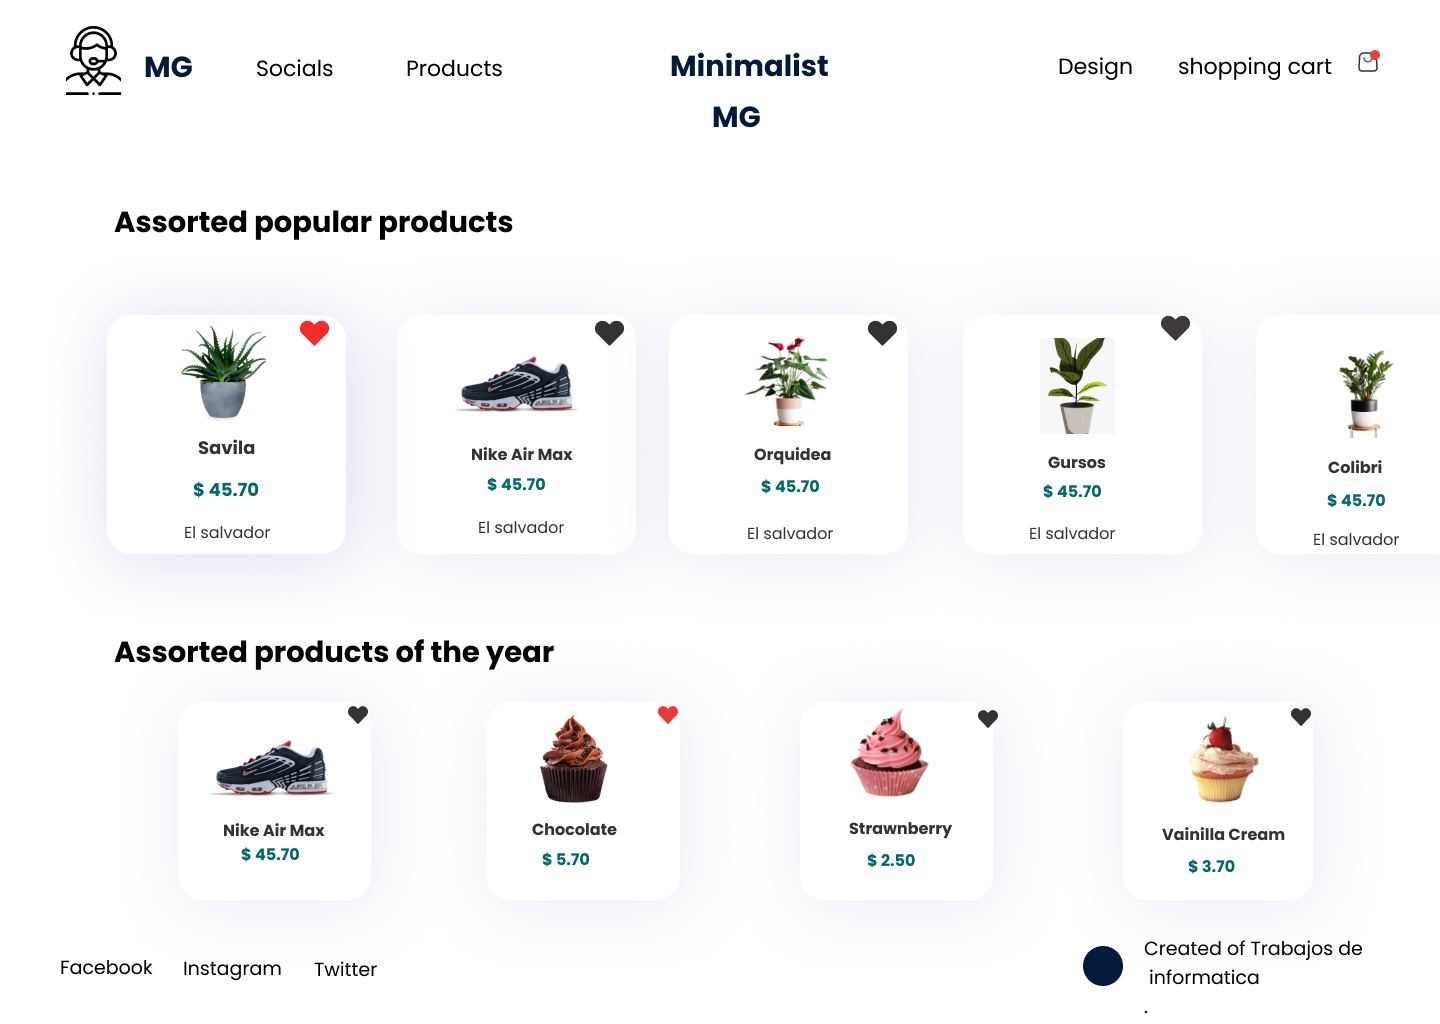 MG
Socials
Products
Minimalist
MG
Design
shopping cart
Assorted popular products
Savila
$ 45.70
El salvador
Nike Air Max
$ 45.70
El salvador
Orquidea
$ 45.70
El salvador
Gursos
$ 45.70
El salvador
Colibri
$ 45.70
El salvador
Assorted products of the year
Nike Air Max
$ 45.70
Chocolate
$ 5.70
Strawnberry
$ 2.50
Vainilla Cream
$ 3.70
Facebook
Instagram
Twitter
Created of Trabajos de
informatica